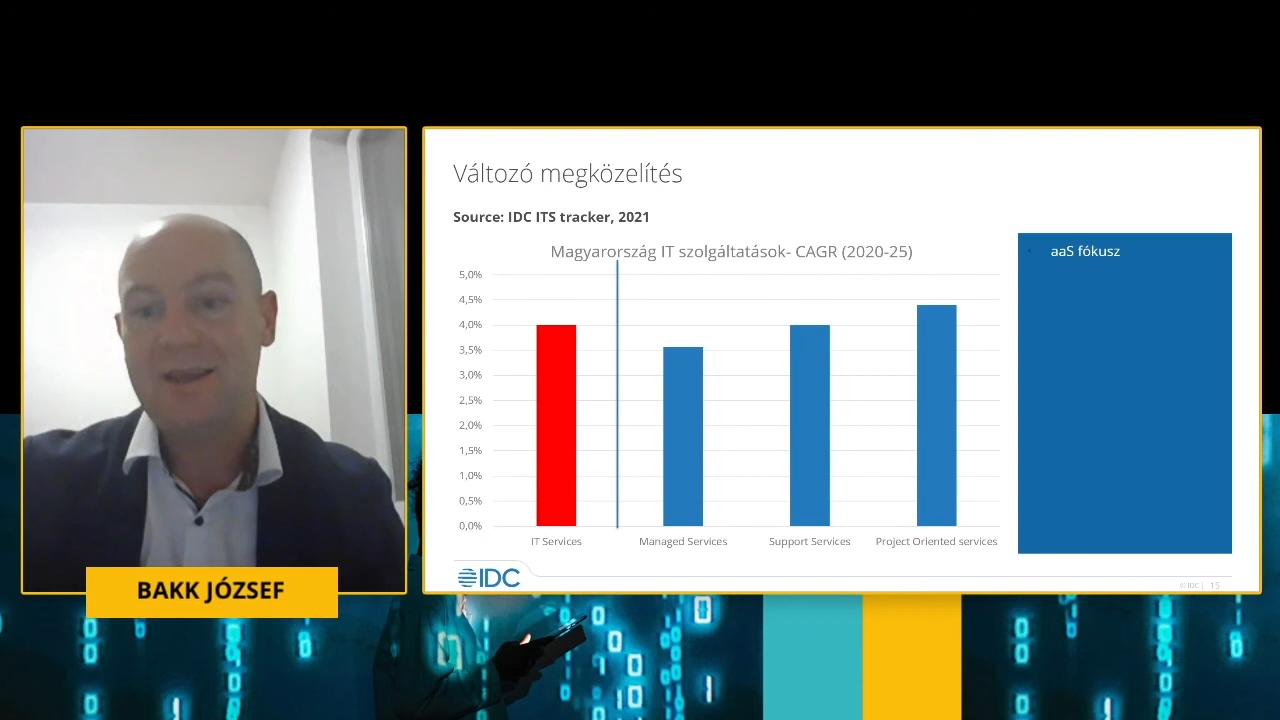 Változó megközelítés
Source: IDC ITS tracker, 2021
Magyarország IT szolgáltatások- CAGR (2020-25)
5,0%
4,5%
4,0%
3,5%
3,0%
2,5%
2,0%
1,5%
1,0%
0,5%
0,0%
IT Services
Managed Services
Support Services
Project Oriented services
• aaS fókusz
IDC
© IDC | 15
BAKK JÓZSEF